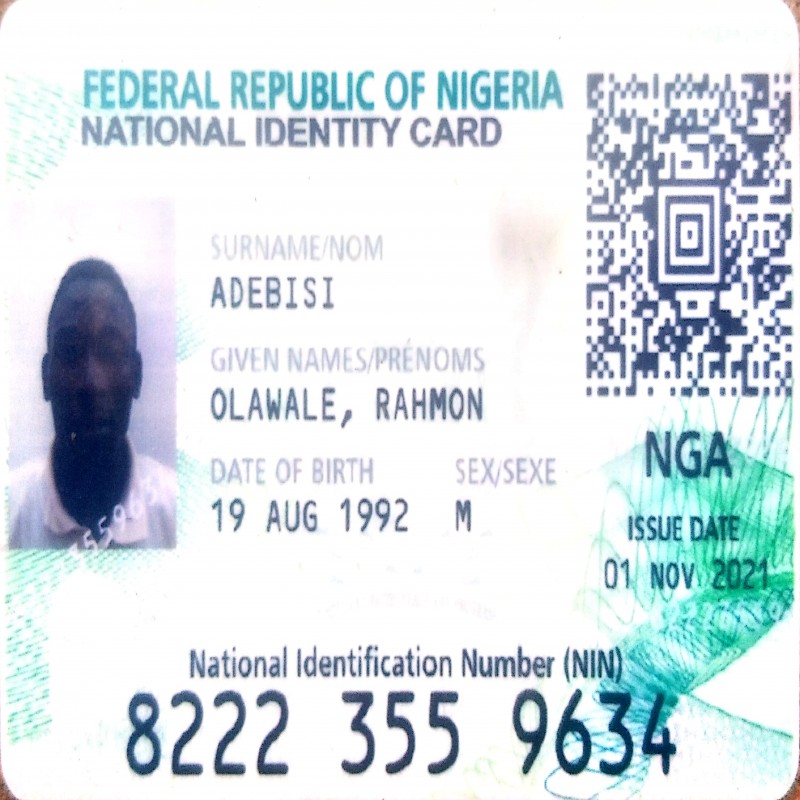 FEDERAL REPUBLIC OF NIGERIA
NATIONAL IDENTITY CARD
SURNAME/NOM
ADEBISI
GIVEN NAMES/PRÉNOMS
OLAWALE, RAHMON
DATE OF BIRTH SEX/SEXE
19 AUG 1992 M
NGA
ISSUE DATE
01 NOV 2021
National Identification Number (NIN)
8222 355 9634